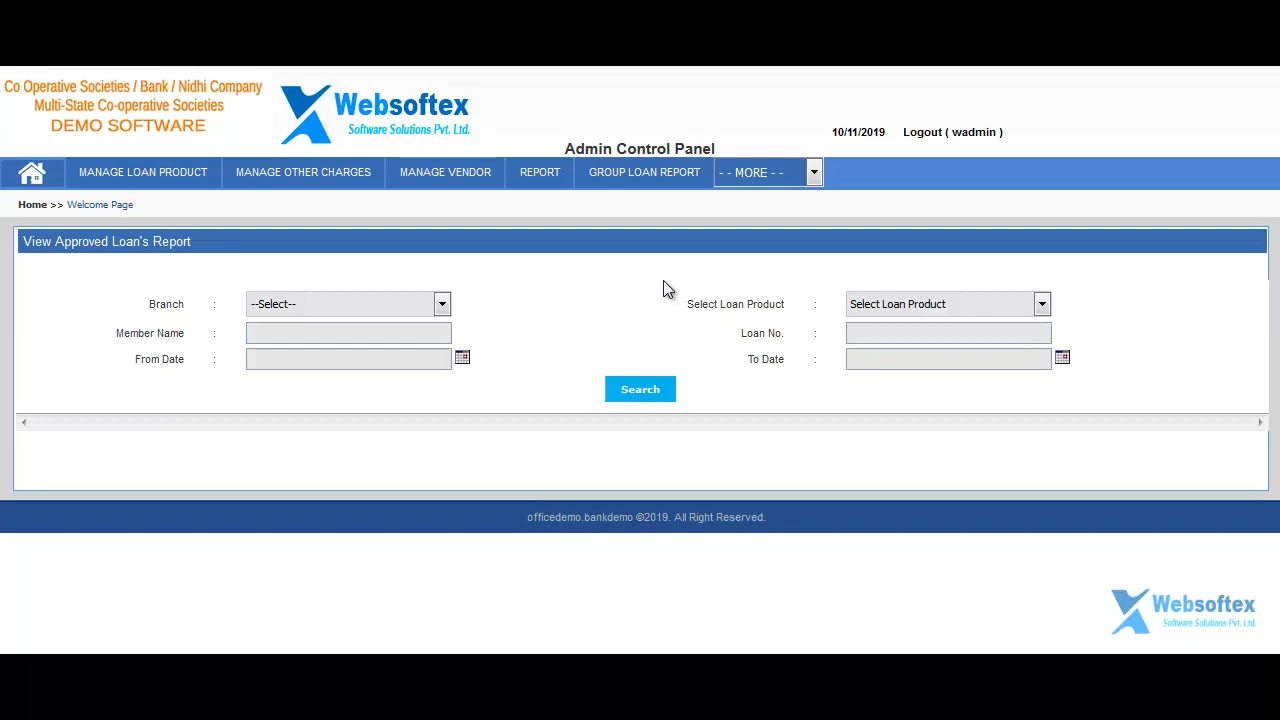 Co Operative Societies / Bank / Nidhi Company
Multi-State Co-operative Societies
DEMO SOFTWARE
Websoftex
Software Solutions Pvt. Ltd.
10/11/2019 Logout ( wadmin )
Admin Control Panel
MANAGE LOAN PRODUCT MANAGE OTHER CHARGES MANAGE VENDOR REPORT GROUP LOAN REPORT - - MORE - -
Home >> Welcome Page
View Approved Loan's Report
Branch : --Select-- Select Loan Product : Select Loan Product
Member Name : Loan No. :
From Date : To Date :
Search
officedemo.bankdemo ©2019. All Right Reserved.
Websoftex
Software Solutions Pvt. Ltd.